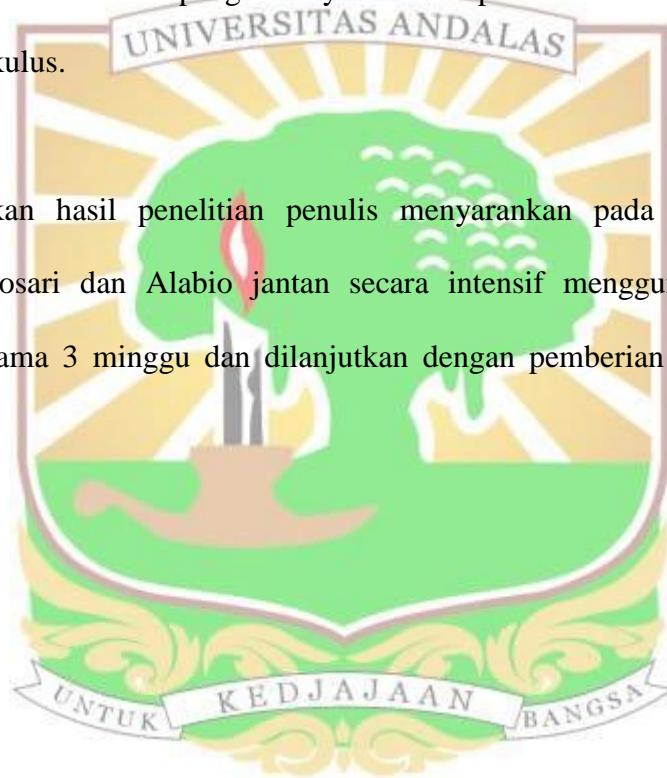 UNIVERSITAS ANDALAS
kulus.
kan hasil penelitian penulis menyarankan pada
osari dan Alabio jantan secara intensif
ama 3 minggu dan dilanjutkan dengan pemberian
UNTUK KEDJAJAAN BANGSA